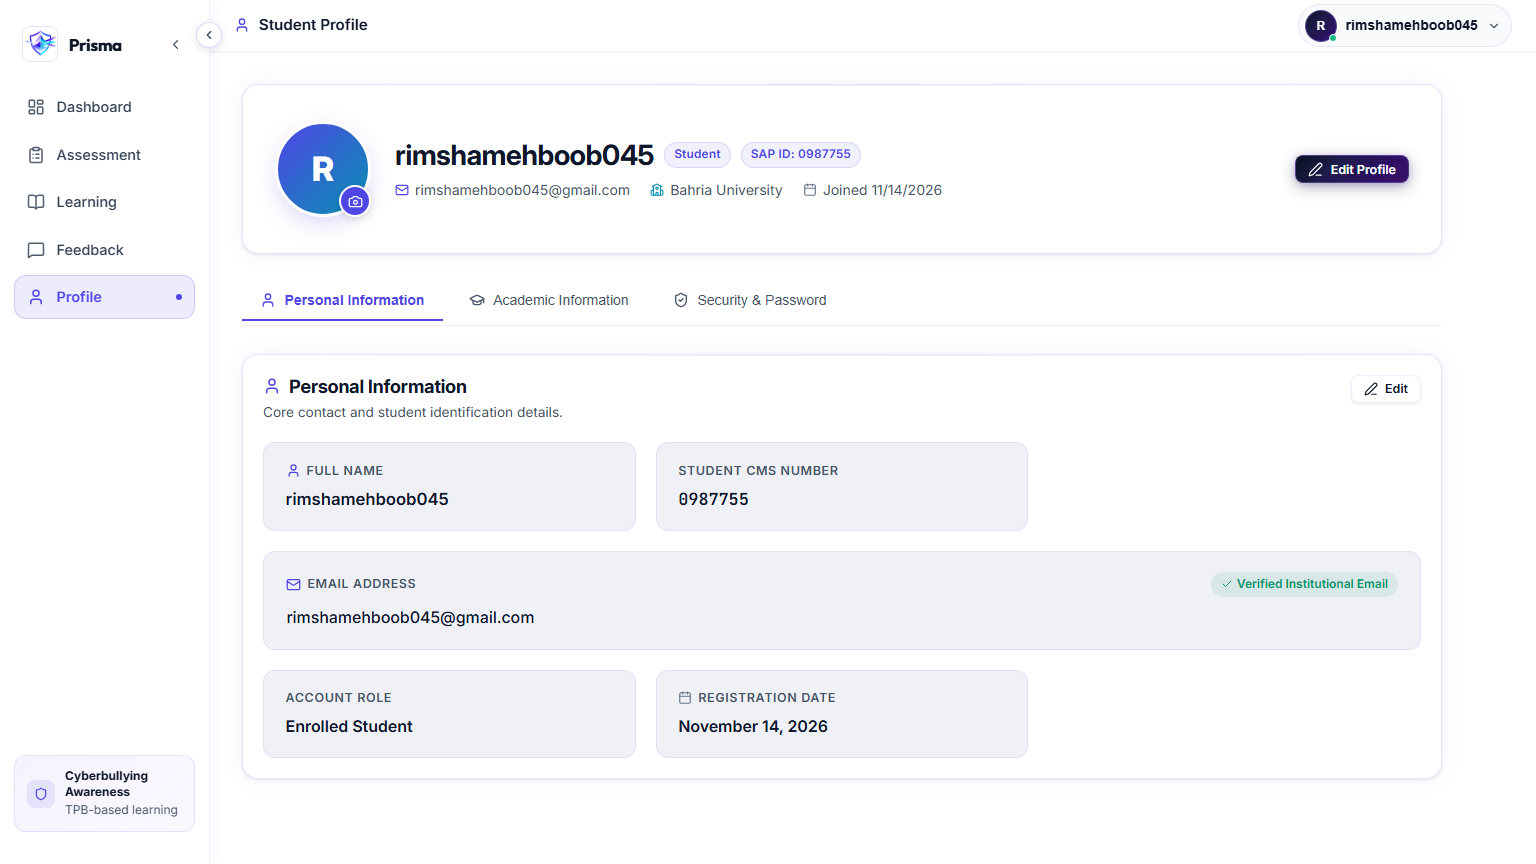 Prisma
Dashboard
Assessment
Learning
Feedback
Profile
Cyberbullying
Awareness
TPB-based learning
Student Profile
R
rimshamehboob045
R
rimshamehboob045
Student
SAP ID: 0987755
rimshamehboob045@gmail.com
Bahria University
Joined 11/14/2026
Edit Profile
Personal Information
Academic Information
Security & Password
Personal Information
Core contact and student identification details.
Edit
FULL NAME
rimshamehboob045
STUDENT CMS NUMBER
0987755
EMAIL ADDRESS
rimshamehboob045@gmail.com
Verified Institutional Email
ACCOUNT ROLE
Enrolled Student
REGISTRATION DATE
November 14, 2026